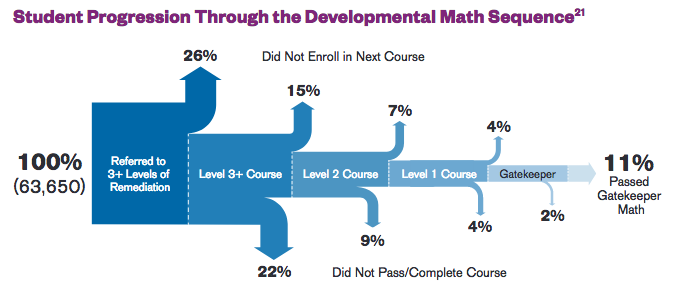 Student Progression Through the Developmental Math Sequence21
26%
Did Not Enroll in Next Course
15%
7%
4%
100%
(63,650)
Referred to
3+ Levels of
Remediation
Level 3+ Course
Level 2 Course
Level 1 Course
Gatekeeper
11%
Passed
Gatekeeper
Math
22%
9%
4%
2%
Did Not Pass/Complete Course